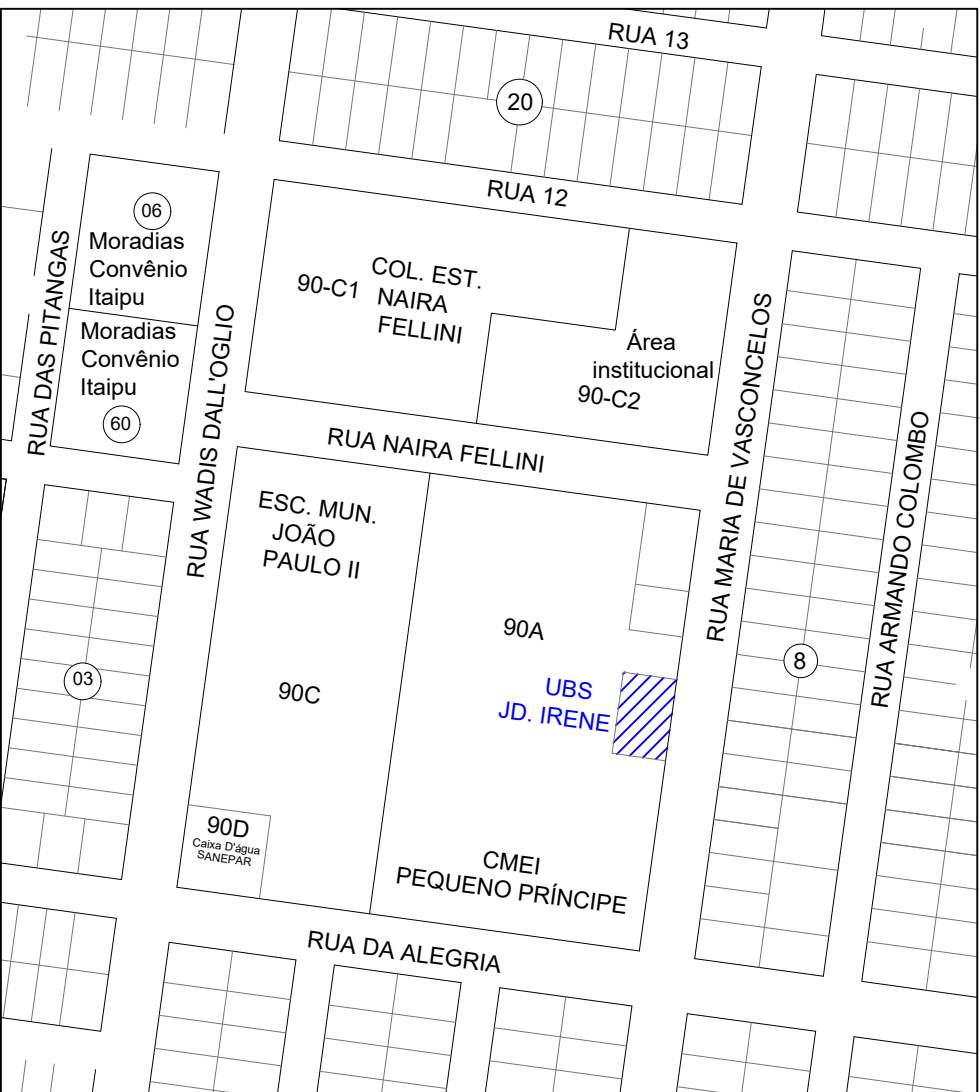 RUA 13
20
RUA 12
06
Moradias
Convênio
Itaipu
Moradias
Convênio
Itaipu
60
RUA DAS PITANGAS
RUA WADIS DALL'OGLIO
90-C1
COL. EST.
NAIRA
FELLINI
Área
institucional
90-C2
RUA MARIA DE VASCONCELOS
RUA ARMANDO COLOMBO
RUA NAIRA FELLINI
ESC. MUN.
JOÃO
PAULO II
90A
03
90C
UBS
JD. IRENE
8
90D
Caixa D'água
SANEPAR
CMEI
PEQUENO PRÍNCIPE
RUA DA ALEGRIA